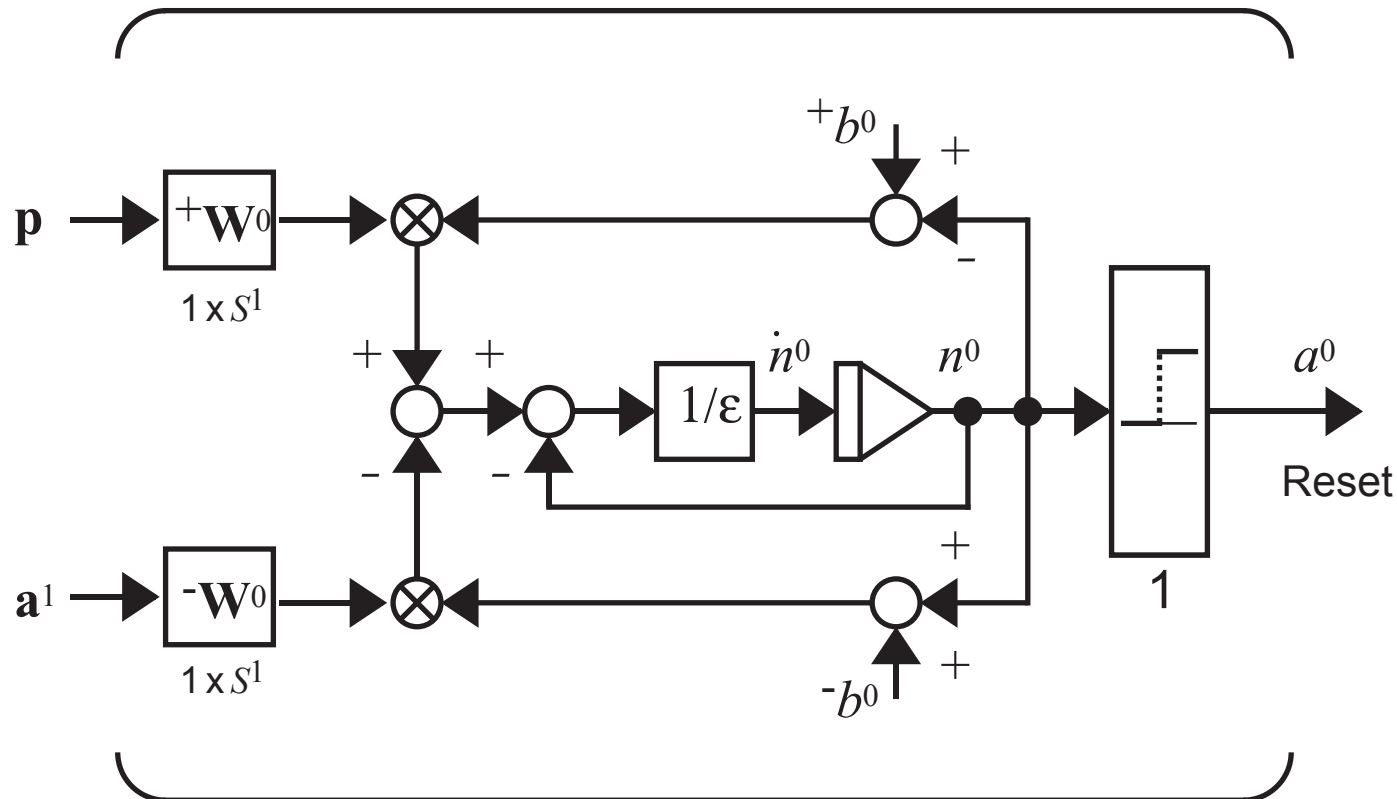 +b⁰
+
p
+W⁰
-
1 x S¹
+
+
ṅ⁰
n⁰
a⁰
1/ε
-
-
Reset
+
a¹
-W⁰
1
1 x S¹
+
-b⁰